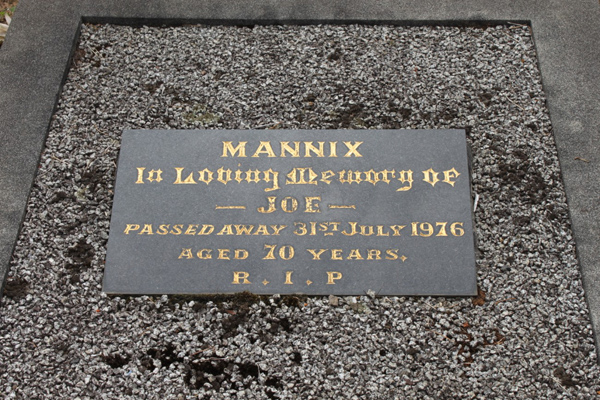 MANNIX
In Loving Memory of
— JOE —
PASSED AWAY 31ST JULY 1976
AGED 70 YEARS.
R. I. P